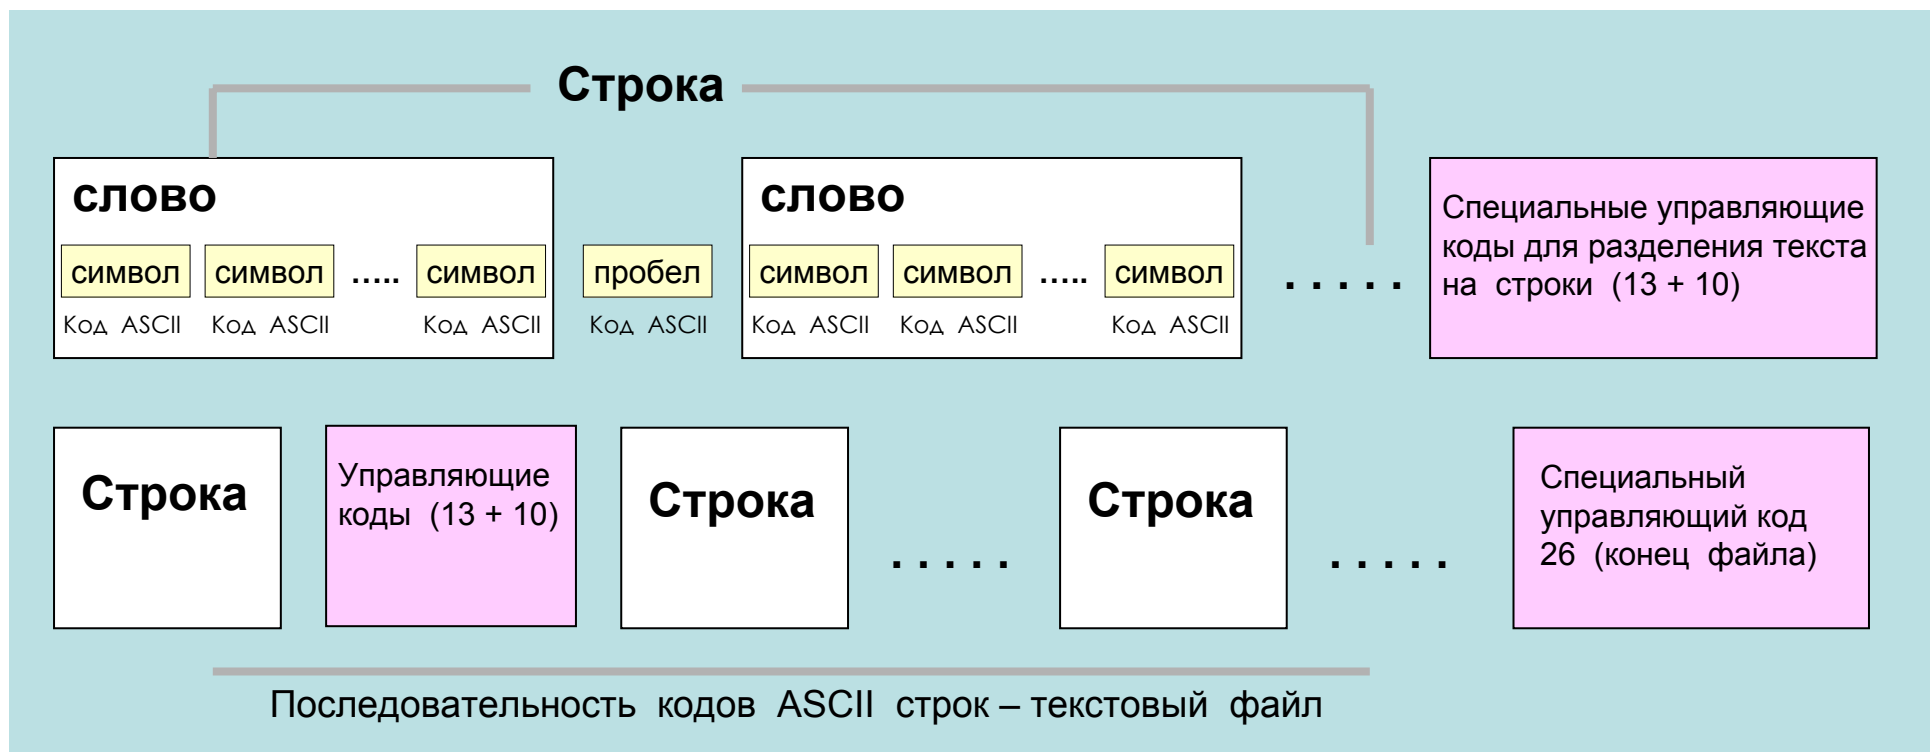 Строка
слово
символ символ ..... символ
Код ASCII Код ASCII Код ASCII
пробел
Код ASCII
слово
символ символ ..... символ
Код ASCII Код ASCII Код ASCII
. . . . .
Специальные управляющие
коды для разделения текста
на строки (13 + 10)
Строка
Управляющие
коды (13 + 10)
Строка
. . . . .
Строка
. . . . .
Специальный
управляющий код
26 (конец файла)
Последовательность кодов ASCII строк – текстовый файл